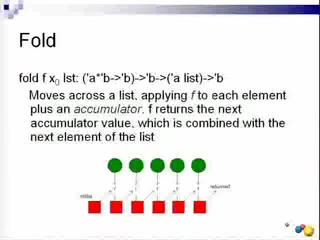 Fold
fold f x₀ lst: ('a*'b->'b)->'b->('a list)->'b
Moves across a list, applying f to each element
plus an accumulator. f returns the next
accumulator value, which is combined with the
next element of the list
initial
returned